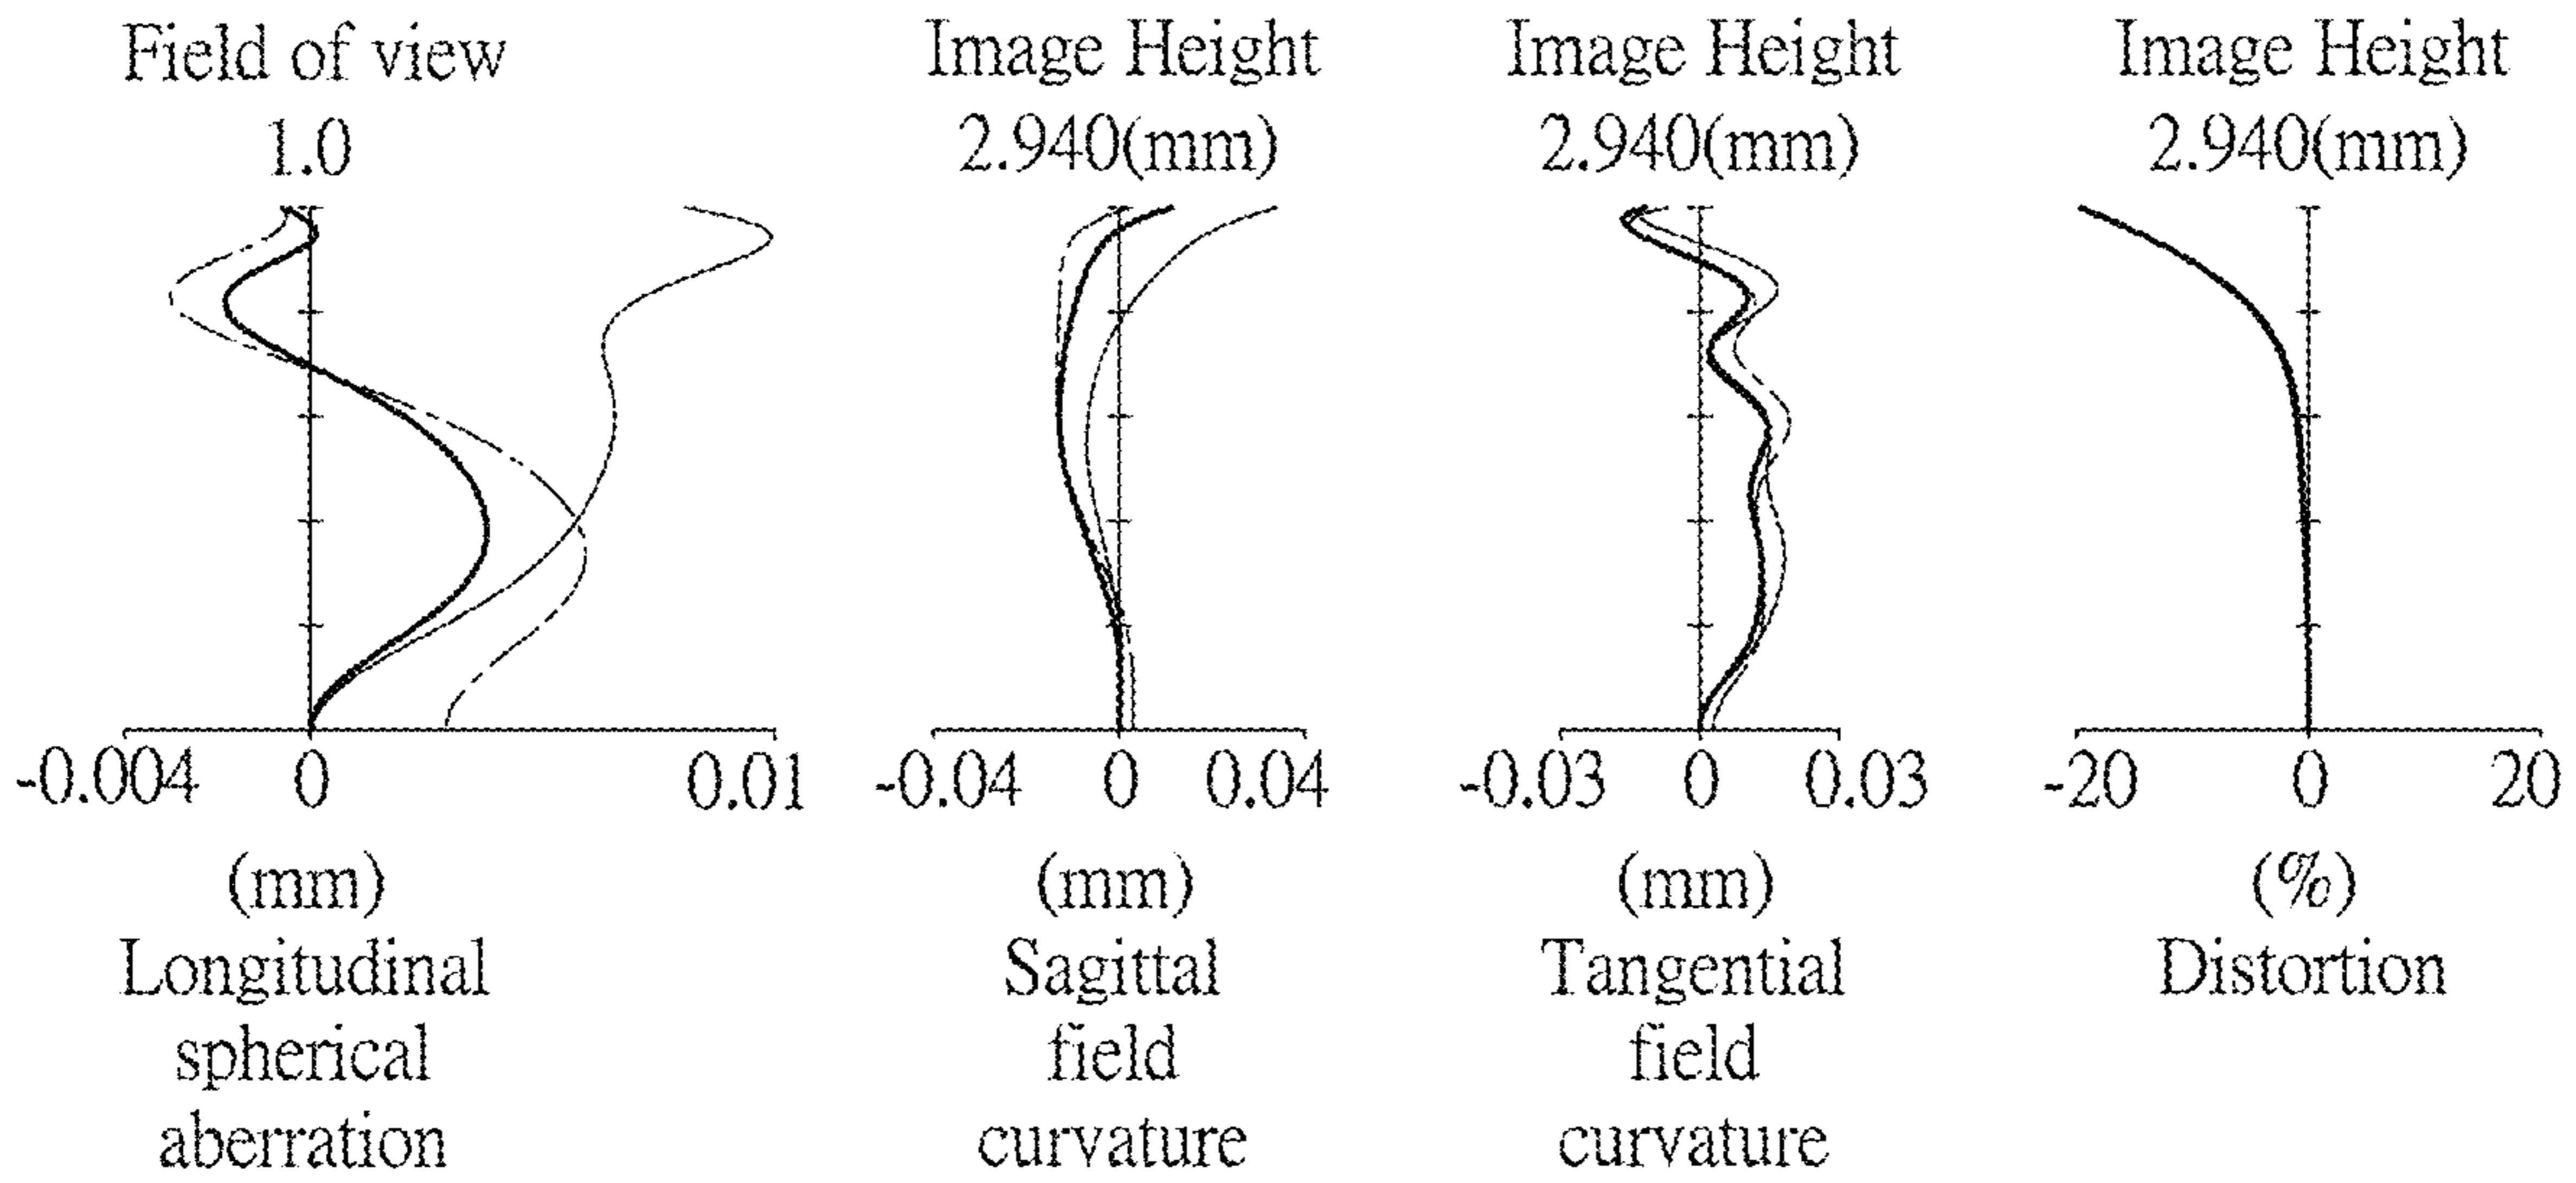 Field of view
1.0
-0.004 0 0.01
(mm)
Longitudinal
spherical
aberration
Image Height
2.940(mm)
-0.04 0 0.04
(mm)
Sagittal
field
curvature
Image Height
2.940(mm)
-0.03 0 0.03
(mm)
Tangential
field
curvature
Image Height
2.940(mm)
-20 0 20
(%)
Distortion